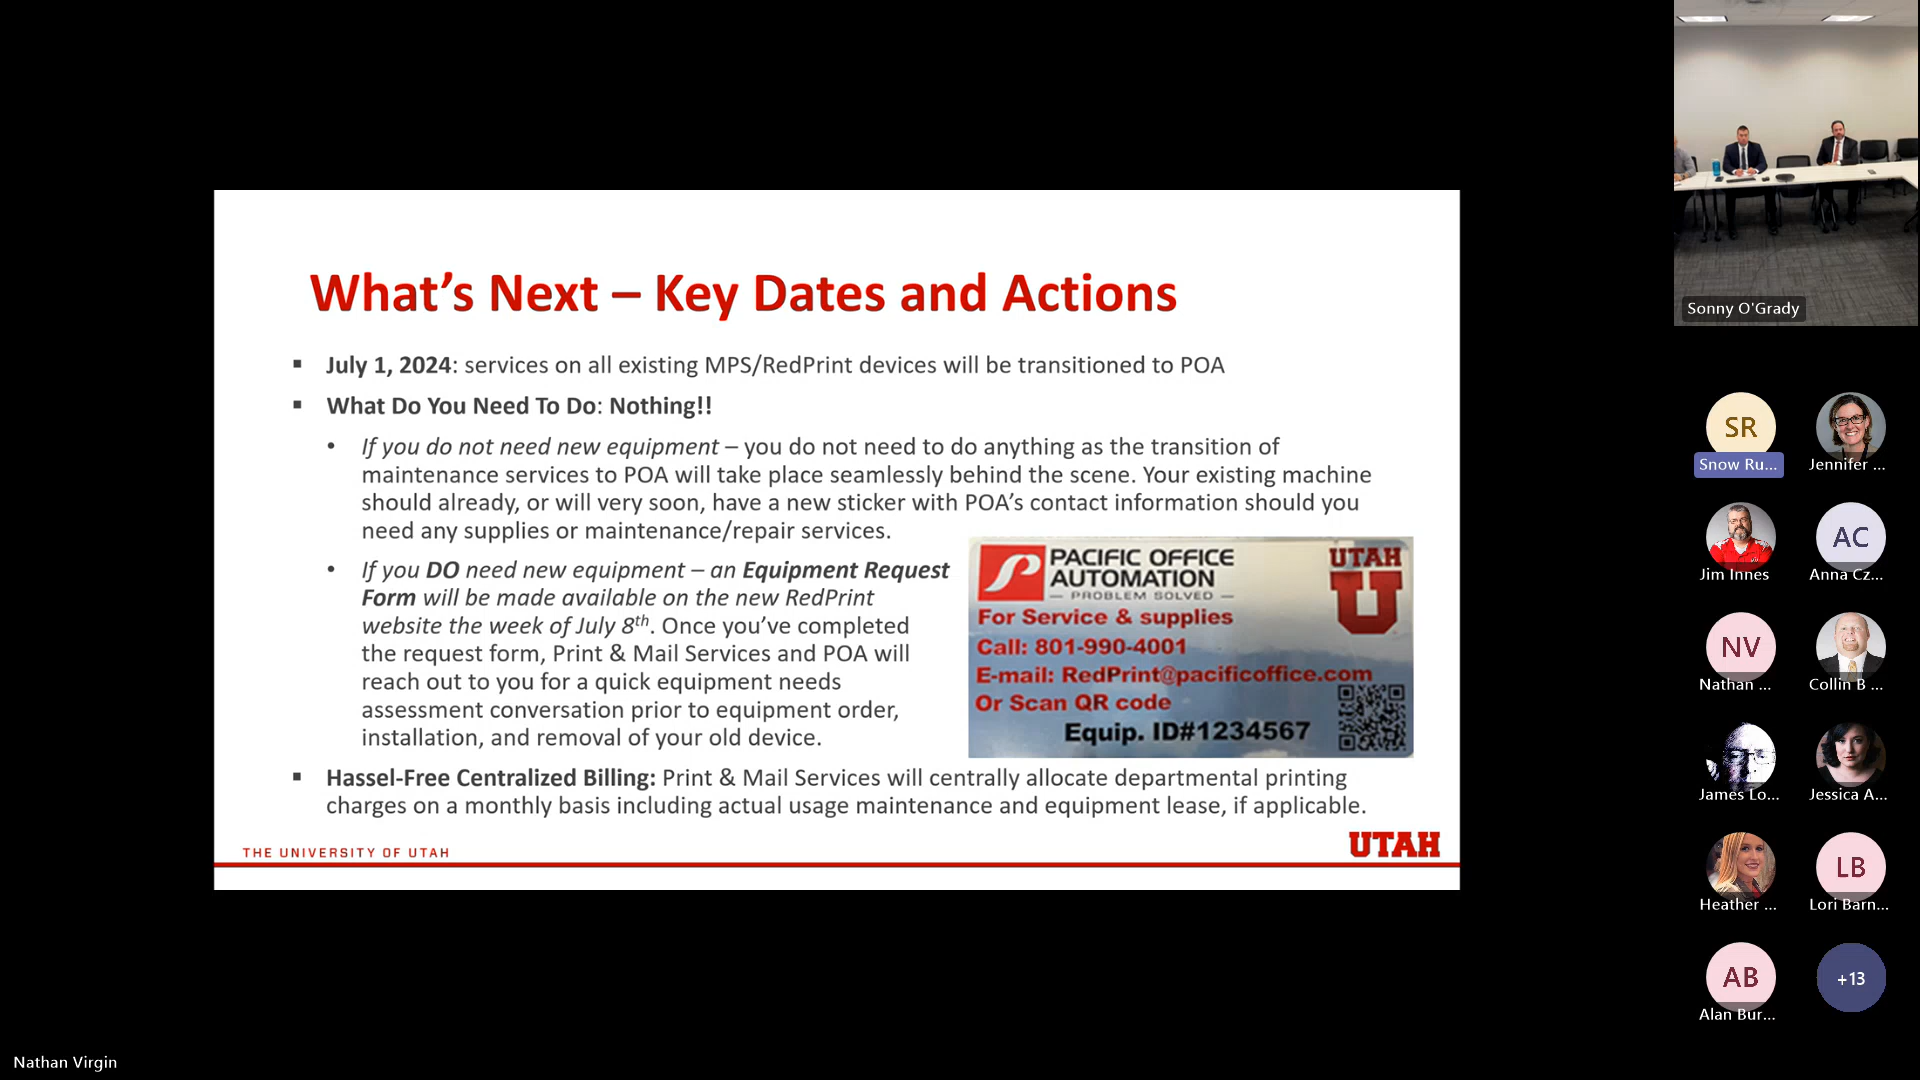 What's Next – Key Dates and Actions
▪ July 1, 2024: services on all existing MPS/RedPrint devices will be transitioned to POA
▪ What Do You Need To Do: Nothing!!
• If you do not need new equipment – you do not need to do anything as the transition of
maintenance services to POA will take place seamlessly behind the scene. Your existing machine
should already, or will very soon, have a new sticker with POA's contact information should you
need any supplies or maintenance/repair services.
• If you DO need new equipment – an Equipment Request
Form will be made available on the new RedPrint
website the week of July 8th. Once you've completed
the request form, Print & Mail Services and POA will
reach out to you for a quick equipment needs
assessment conversation prior to equipment order,
installation, and removal of your old device.
PACIFIC OFFICE
AUTOMATION
— PROBLEM SOLVED —
UTAH
U
For Service & supplies
Call: 801-990-4001
E-mail: RedPrint@pacificoffice.com
Or Scan QR code
Equip. ID#1234567
▪ Hassel-Free Centralized Billing: Print & Mail Services will centrally allocate departmental printing
charges on a monthly basis including actual usage maintenance and equipment lease, if applicable.
THE UNIVERSITY OF UTAH
UTAH
Sonny O'Grady
SR
Snow Ru...
Jennifer ...
Jim Innes
AC
Anna Cz...
NV
Nathan ...
Collin B ...
James Lo...
Jessica A...
Heather ...
LB
Lori Barn...
AB
Alan Bur...
+13
Nathan Virgin